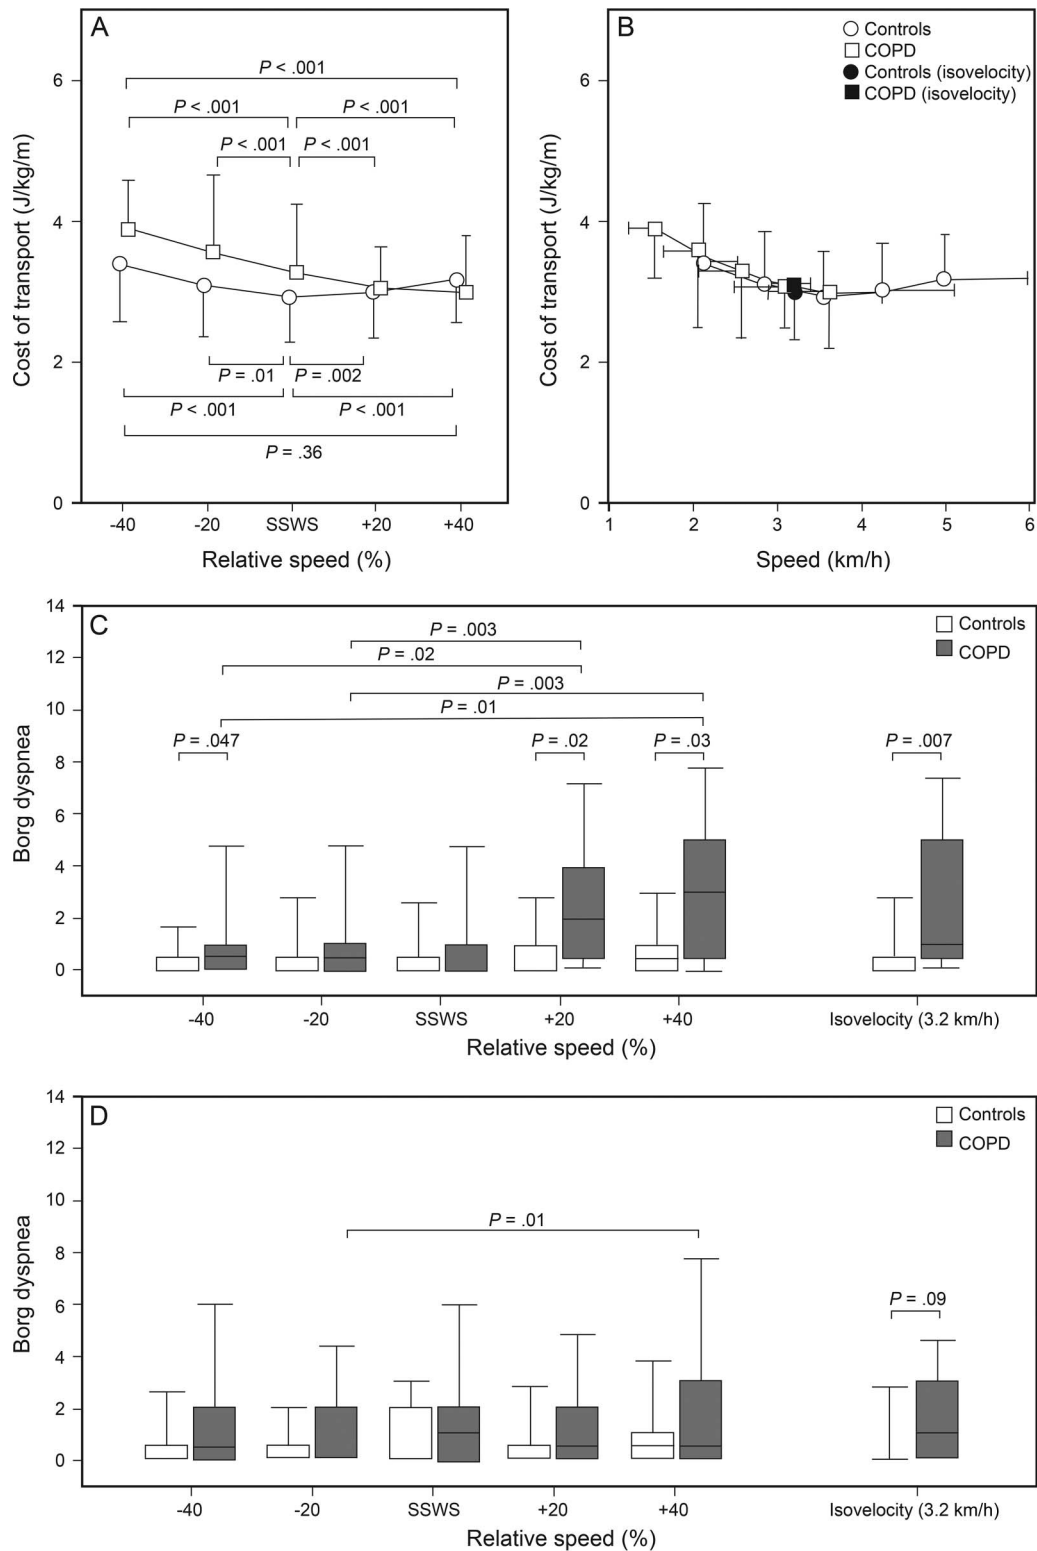 A
Cost of transport (J/kg/m)
6
4
2
0
P < .001
P < .001
P < .001
P < .001
P < .001
P = .01
P = .002
P < .001
P < .001
P = .36
-40
-20
SSWS
+20
+40
Relative speed (%)
B
Controls
COPD
Controls (isovelocity)
COPD (isovelocity)
Cost of transport (J/kg/m)
6
4
2
0
1
2
3
4
5
6
Speed (km/h)
C
Controls
COPD
Borg dyspnea
14
12
10
8
6
4
2
0
P = .003
P = .02
P = .003
P = .01
P = .047
P = .02
P = .03
P = .007
-40
-20
SSWS
+20
+40
Isovelocity (3.2 km/h)
Relative speed (%)
D
Controls
COPD
Borg dyspnea
14
12
10
8
6
4
2
0
P = .01
P = .09
-40
-20
SSWS
+20
+40
Isovelocity (3.2 km/h)
Relative speed (%)